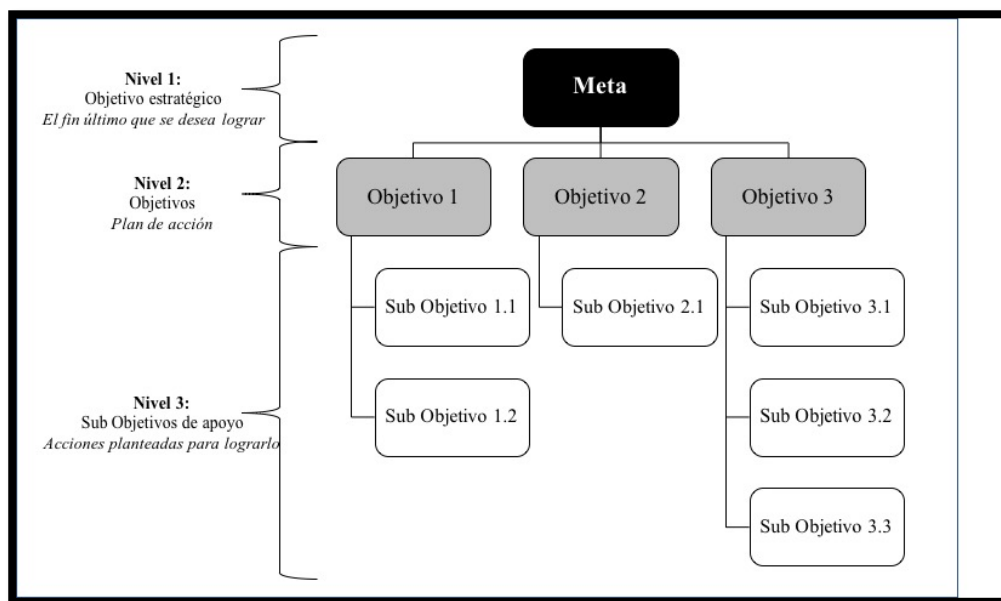 Nivel 1:
Objetivo estratégico
El fin último que se desea lograr
Meta
Nivel 2:
Objetivos
Plan de acción
Objetivo 1
Objetivo 2
Objetivo 3
Nivel 3:
Sub Objetivos de apoyo
Acciones planteadas para lograrlo
Sub Objetivo 1.1
Sub Objetivo 2.1
Sub Objetivo 3.1
Sub Objetivo 1.2
Sub Objetivo 3.2
Sub Objetivo 3.3